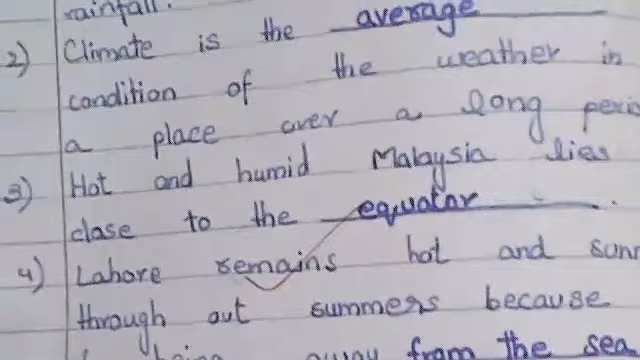 rainfall.
2) Climate is the average
condition of the weather in
a place over a long perio
3) Hot and humid Malaysia lies
close to the equator.
4) Lahore remains hot and sunn
through out summers because
being away from the sea